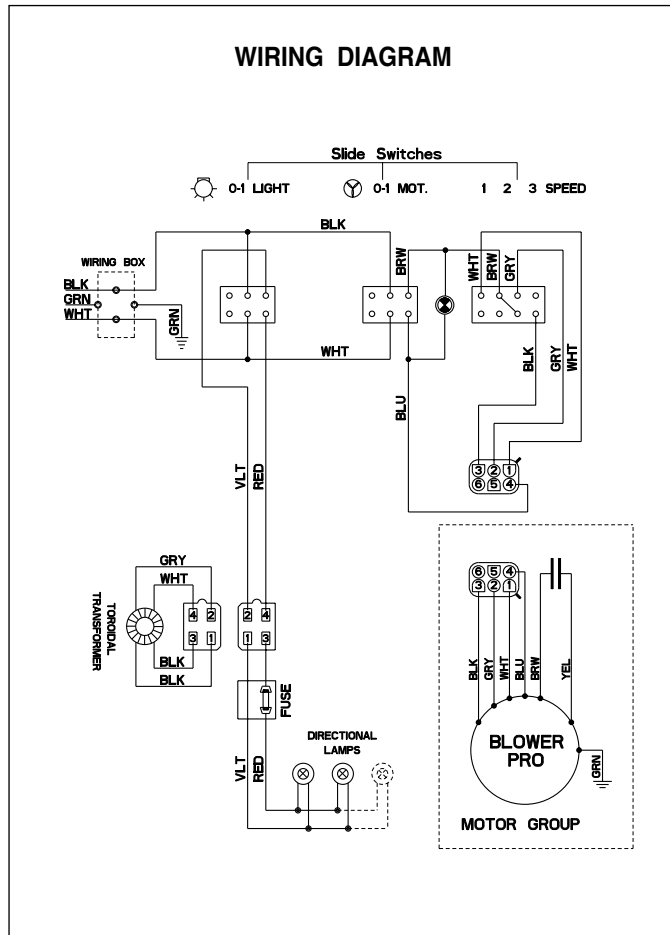 WIRING DIAGRAM
Slide Switches
0-1 LIGHT
0-1 MOT.
1 2 3 SPEED
BLK
BRW
WHT
BRW
GRY
WIRING BOX
BLK
GRN
WHT
GRN
WHT
BLK
GRY
WHT
BLU
3 2 1
6 5 4
VLT
RED
GRY
WHT
TOROIDAL
TRANSFORMER
4 2
3 1
BLK
BLK
2 4
1 3
FUSE
VLT
RED
DIRECTIONAL
LAMPS
6 5 4
3 2 1
BLK
GRY
WHT
BLU
BRW
YEL
BLOWER
PRO
GRN
MOTOR GROUP